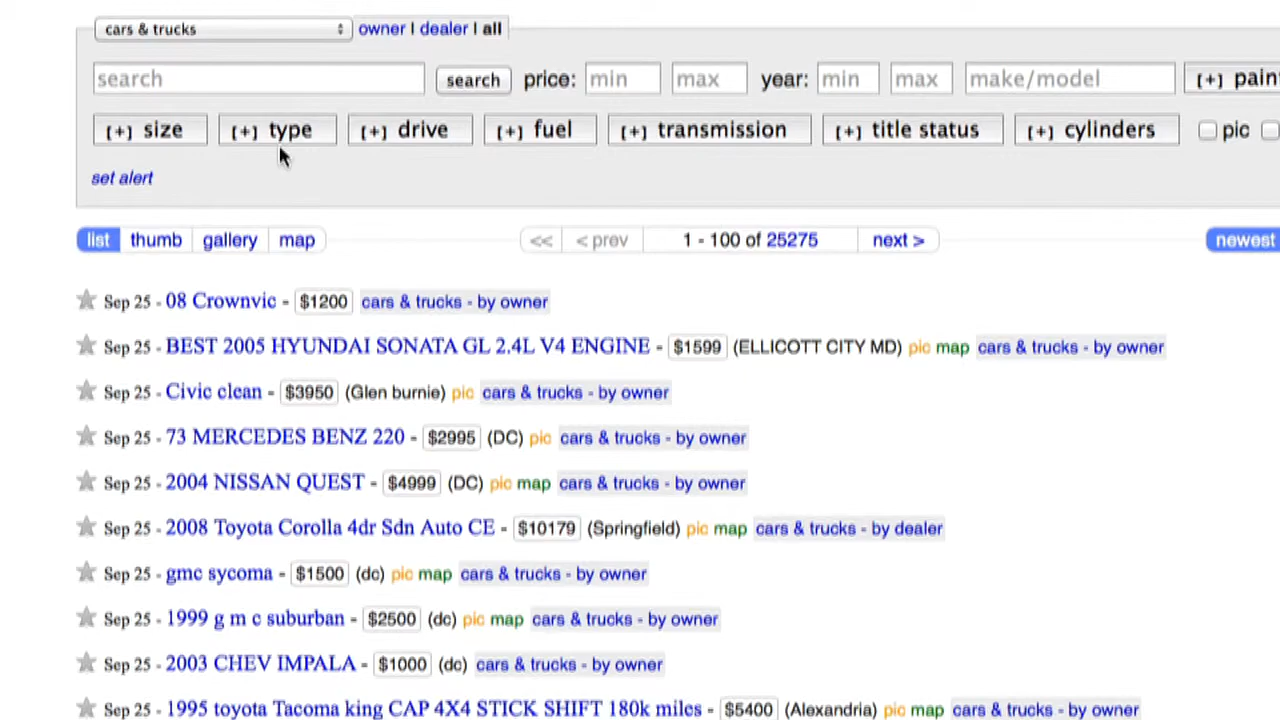 cars & trucks owner | dealer | all
search search price: min max year: min max make/model [+] pain
[+] size [+] type [+] drive [+] fuel [+] transmission [+] title status [+] cylinders pic
set alert
list thumb gallery map << < prev 1 - 100 of 25275 next > newest
Sep 25 - 08 Crownvic - $1200 cars & trucks - by owner
Sep 25 - BEST 2005 HYUNDAI SONATA GL 2.4L V4 ENGINE - $1599 (ELLICOTT CITY MD) pic map cars & trucks - by owner
Sep 25 - Civic clean - $3950 (Glen burnie) pic cars & trucks - by owner
Sep 25 - 73 MERCEDES BENZ 220 - $2995 (DC) pic cars & trucks - by owner
Sep 25 - 2004 NISSAN QUEST - $4999 (DC) pic map cars & trucks - by owner
Sep 25 - 2008 Toyota Corolla 4dr Sdn Auto CE - $10179 (Springfield) pic map cars & trucks - by dealer
Sep 25 - gmc sycoma - $1500 (dc) pic map cars & trucks - by owner
Sep 25 - 1999 g m c suburban - $2500 (dc) pic map cars & trucks - by owner
Sep 25 - 2003 CHEV IMPALA - $1000 (dc) cars & trucks - by owner
Sep 25 - 1995 toyota Tacoma king CAP 4X4 STICK SHIFT 180k miles - $5400 (Alexandria) pic map cars & trucks - by owner